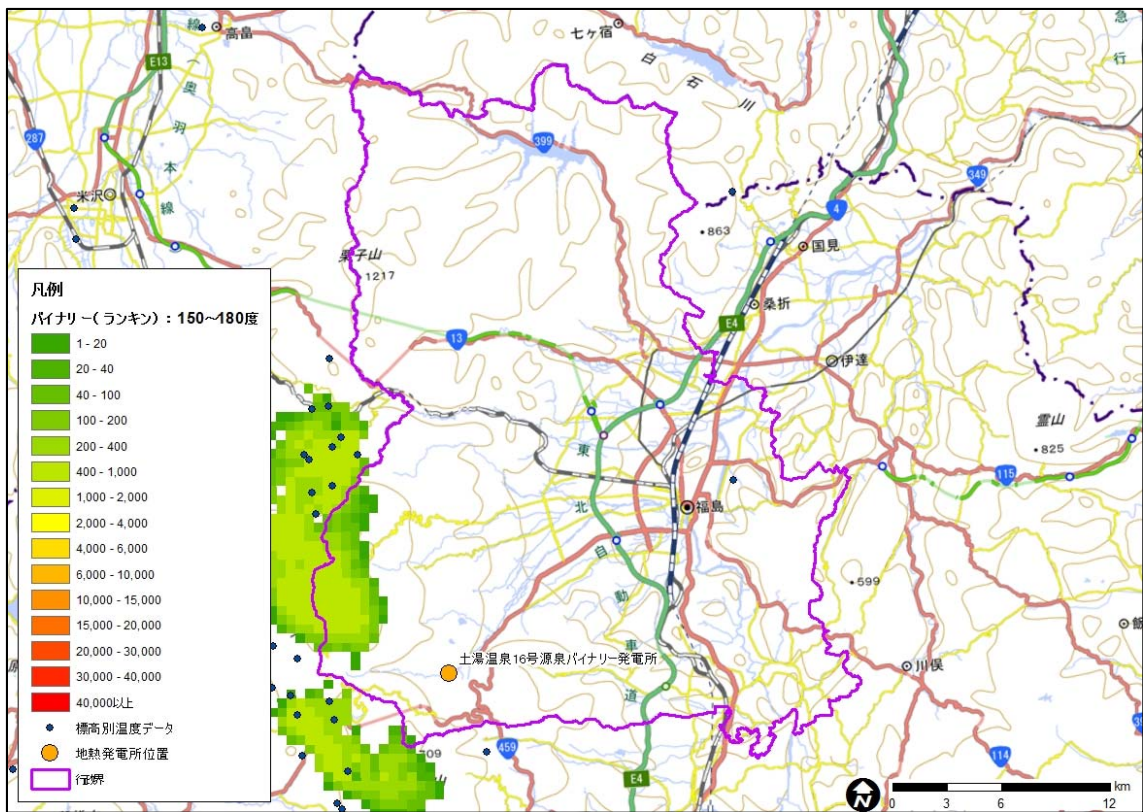 高畠
七ヶ宿
白石川
急行
E13
(奥羽本線
287
399
349
米沢
4
863
国見
栗子山
1217
桑折
E4
13
伊達
霊山
825
115
東北自動車道
福島
599
土湯温泉16号源泉バイナリー発電所
川俣
飯
459
114
E4
凡例
バイナリー(ランキン):150~180度
1 - 20
20 - 40
40 - 100
100 - 200
200 - 400
400 - 1,000
1,000 - 2,000
2,000 - 4,000
4,000 - 6,000
6,000 - 10,000
10,000 - 15,000
15,000 - 20,000
20,000 - 30,000
30,000 - 40,000
40,000以上
標高別温度データ
地熱発電所位置
N
km
0 3 6 12